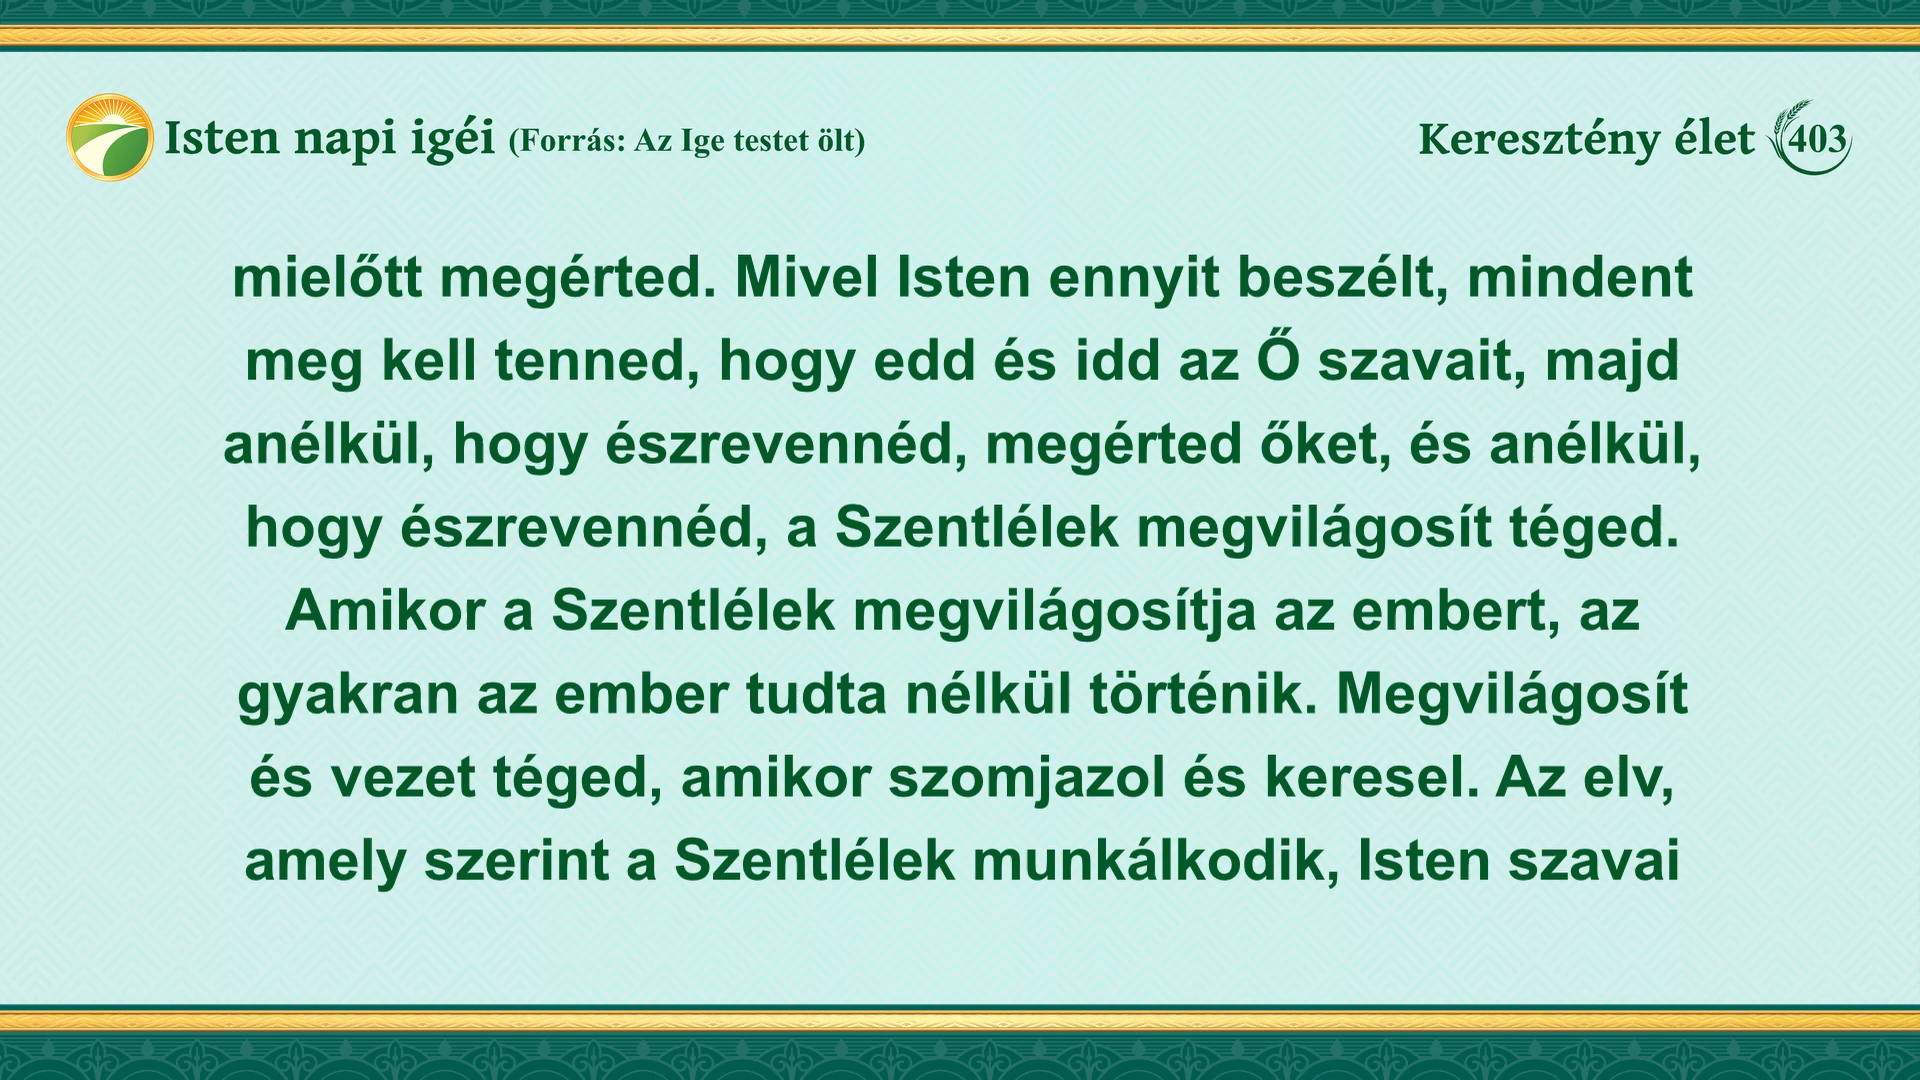 Isten napi igéi (Forrás: Az Ige testet ölt)
Keresztény élet 403
mielőtt megérted. Mivel Isten ennyit beszélt, mindent
meg kell tenned, hogy edd és idd az Ő szavait, majd
anélkül, hogy észrevennéd, megérted őket, és anélkül,
hogy észrevennéd, a Szentlélek megvilágosít téged.
Amikor a Szentlélek megvilágosítja az embert, az
gyakran az ember tudta nélkül történik. Megvilágosít
és vezet téged, amikor szomjazol és keresel. Az elv,
amely szerint a Szentlélek munkálkodik, Isten szavai